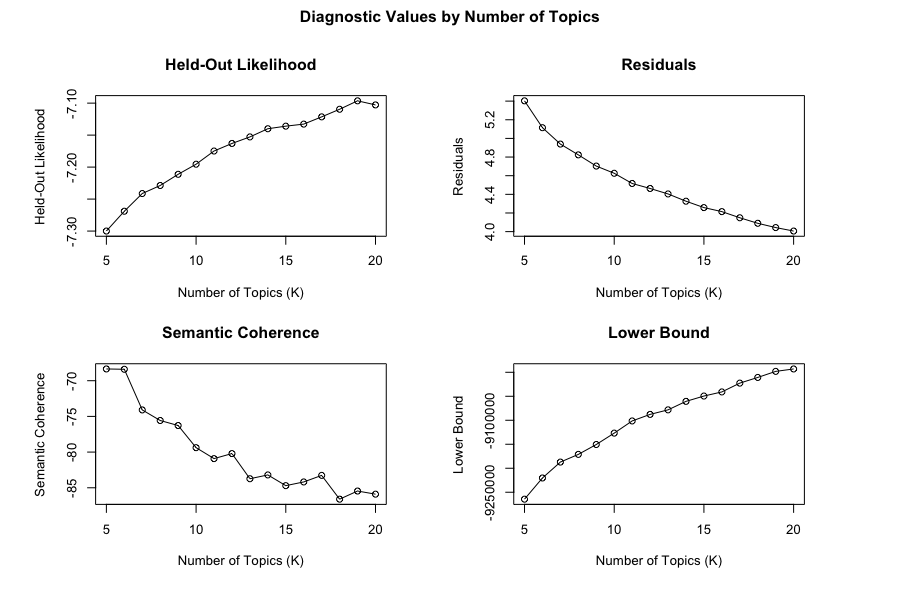 Diagnostic Values by Number of Topics
Held-Out Likelihood
Held-Out Likelihood
-7.10
-7.20
-7.30
5 10 15 20
Number of Topics (K)
Residuals
Residuals
5.2
4.8
4.4
4.0
5 10 15 20
Number of Topics (K)
Semantic Coherence
Semantic Coherence
-70
-75
-80
-85
5 10 15 20
Number of Topics (K)
Lower Bound
Lower Bound
-9100000
-9250000
5 10 15 20
Number of Topics (K)